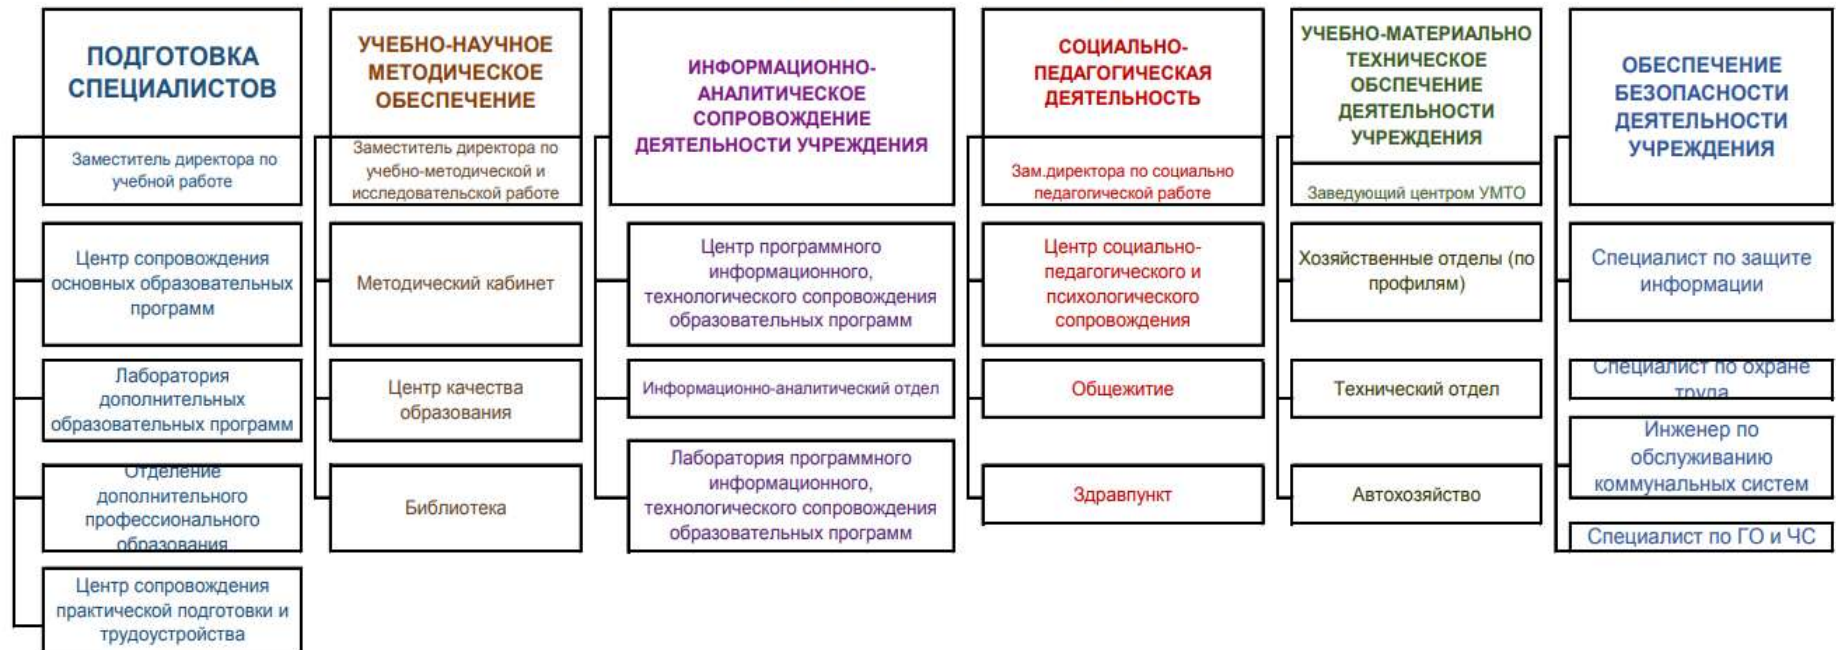 ПОДГОТОВКА
СПЕЦИАЛИСТОВ
Заместитель директора по
учебной работе
Центр сопровождения
основных образовательных
программ
Лаборатория
дополнительных
образовательных программ
Отделение
дополнительного
профессионального
образования
Центр сопровождения
практической подготовки и
трудоустройства
УЧЕБНО-НАУЧНОЕ
МЕТОДИЧЕСКОЕ
ОБЕСПЕЧЕНИЕ
Заместитель директора по
учебно-методической и
исследовательской работе
Методический кабинет
Центр качества
образования
Библиотека
ИНФОРМАЦИОННО-
АНАЛИТИЧЕСКОЕ
СОПРОВОЖДЕНИЕ
ДЕЯТЕЛЬНОСТИ УЧРЕЖДЕНИЯ
Центр программного
информационного,
технологического сопровождения
образовательных программ
Информационно-аналитический отдел
Лаборатория программного
информационного,
технологического сопровождения
образовательных программ
СОЦИАЛЬНО-
ПЕДАГОГИЧЕСКАЯ
ДЕЯТЕЛЬНОСТЬ
Зам.директора по социально
педагогической работе
Центр социально-
педагогического и
психологического
сопровождения
Общежитие
Здравпункт
УЧЕБНО-МАТЕРИАЛЬНО
ТЕХНИЧЕСКОЕ
ОБСПЕЧЕНИЕ
ДЕЯТЕЛЬНОСТИ
УЧРЕЖДЕНИЯ
Заведующий центром УМТО
Хозяйственные отделы (по
профилям)
Технический отдел
Автохозяйство
ОБЕСПЕЧЕНИЕ
БЕЗОПАСНОСТИ
ДЕЯТЕЛЬНОСТИ
УЧРЕЖДЕНИЯ
Специалист по защите
информации
Специалист по охране
труда
Инженер по
обслуживанию
коммунальных систем
Специалист по ГО и ЧС